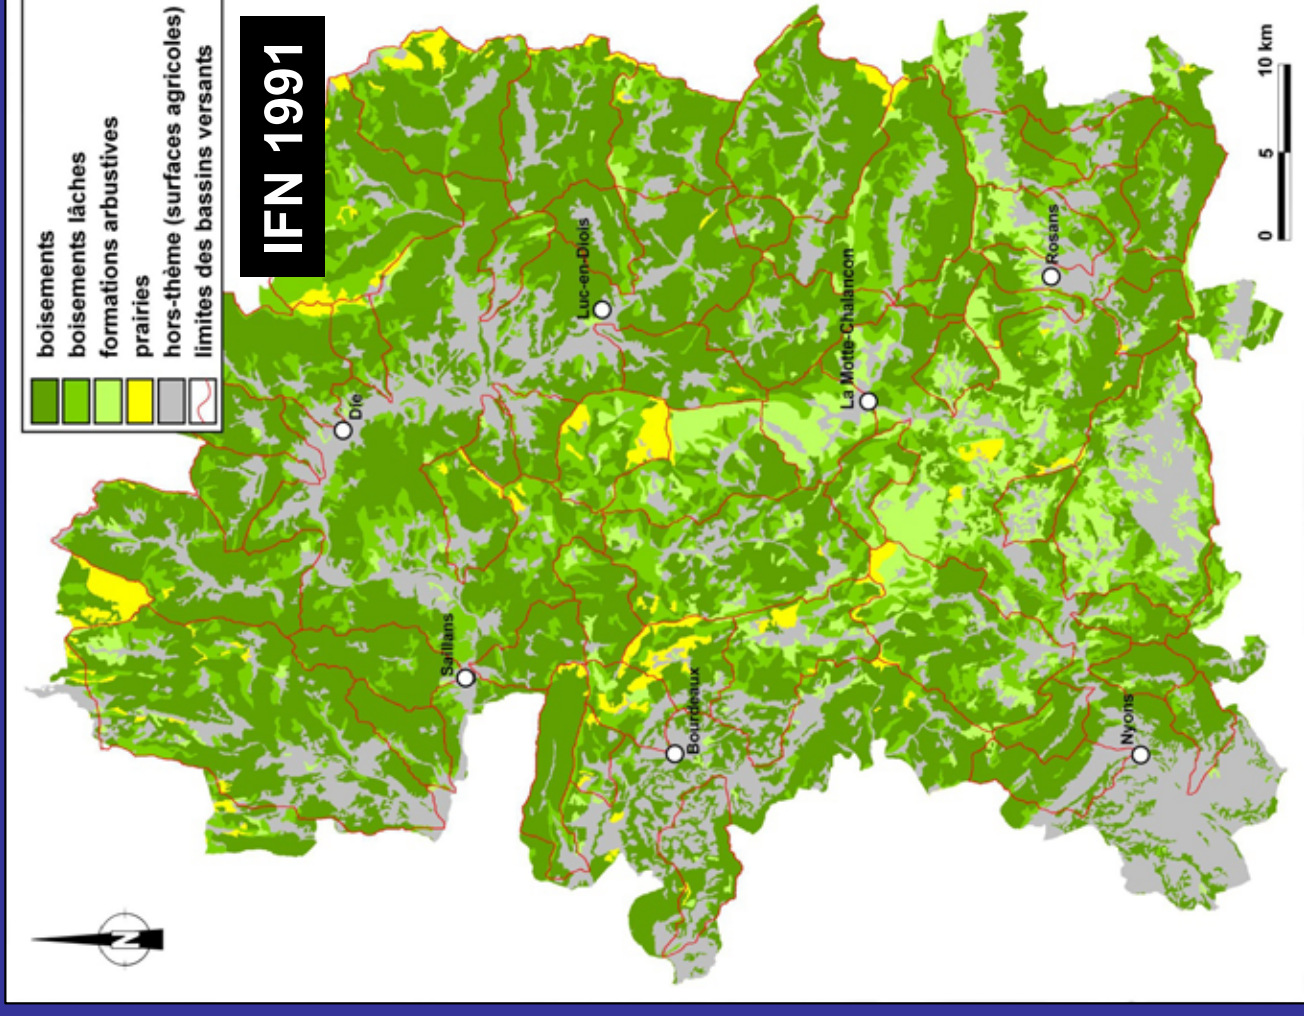 IFN 1991
boisements
boisements lâches
formations arbustives
prairies
hors-thème (surfaces agricoles)
limites des bassins versants
N
Die
Saillans
Luc-en-Diois
Bourdeaux
La Motte-Chalancon
Rosans
Nyons
0 5 10 km